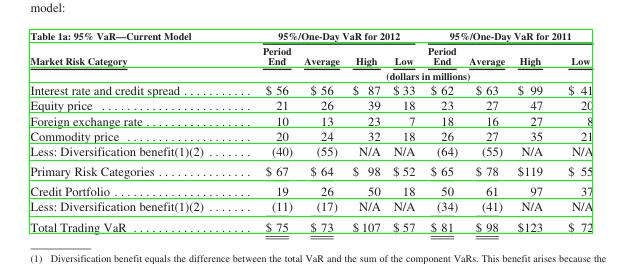 model:
Table 1a: 95% VaR—Current Model 95%/One-Day VaR for 2012 95%/One-Day VaR for 2011
Market Risk Category Period End Average High Low Period End Average High Low
(dollars in millions)
Interest rate and credit spread . . . . . . . . . . . $ 56 $ 56 $ 87 $ 33 $ 62 $ 63 $ 99 $ 41
Equity price . . . . . . . . . . . . . . . . . . . . . . . 21 26 39 18 23 27 47 20
Foreign exchange rate . . . . . . . . . . . . . . . . . 10 13 23 7 18 16 27 8
Commodity price . . . . . . . . . . . . . . . . . . . . 20 24 32 18 26 27 35 21
Less: Diversification benefit(1)(2) . . . . . . . (40) (55) N/A N/A (64) (55) N/A N/A
Primary Risk Categories . . . . . . . . . . . . . . . $ 67 $ 64 $ 98 $ 52 $ 65 $ 78 $119 $ 55
Credit Portfolio . . . . . . . . . . . . . . . . . . . . . 19 26 50 18 50 61 97 37
Less: Diversification benefit(1)(2) . . . . . . . (11) (17) N/A N/A (34) (41) N/A N/A
Total Trading VaR . . . . . . . . . . . . . . . . . . . $ 75 $ 73 $ 107 $ 57 $ 81 $ 98 $123 $ 72
(1) Diversification benefit equals the difference between the total VaR and the sum of the component VaRs. This benefit arises because the